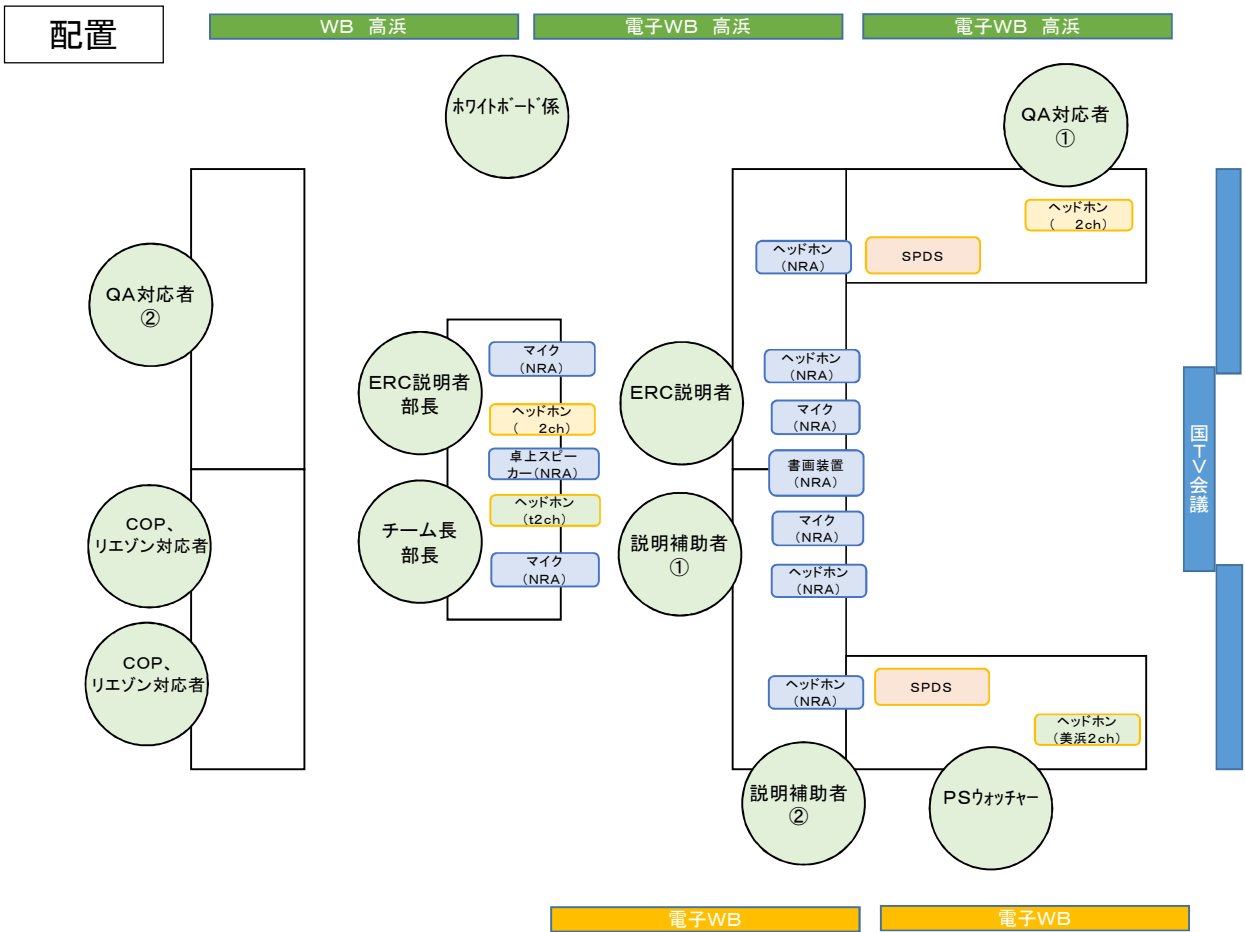 配置
WB 高浜
電子WB 高浜
電子WB 高浜
ホワイトボード係
QA対応者
①
ヘッドホン
( 2ch)
ヘッドホン
(NRA)
SPDS
QA対応者
②
マイク
(NRA)
ERC説明者
部長
ヘッドホン
( 2ch)
卓上スピー
カー(NRA)
ヘッドホン
(t2ch)
チーム長
部長
マイク
(NRA)
ERC説明者
ヘッドホン
(NRA)
マイク
(NRA)
書画装置
(NRA)
説明補助者
①
マイク
(NRA)
ヘッドホン
(NRA)
国TV会議
COP、
リエゾン対応者
COP、
リエゾン対応者
ヘッドホン
(NRA)
SPDS
ヘッドホン
(美浜2ch)
説明補助者
②
PSウォッチャー
電子WB
電子WB